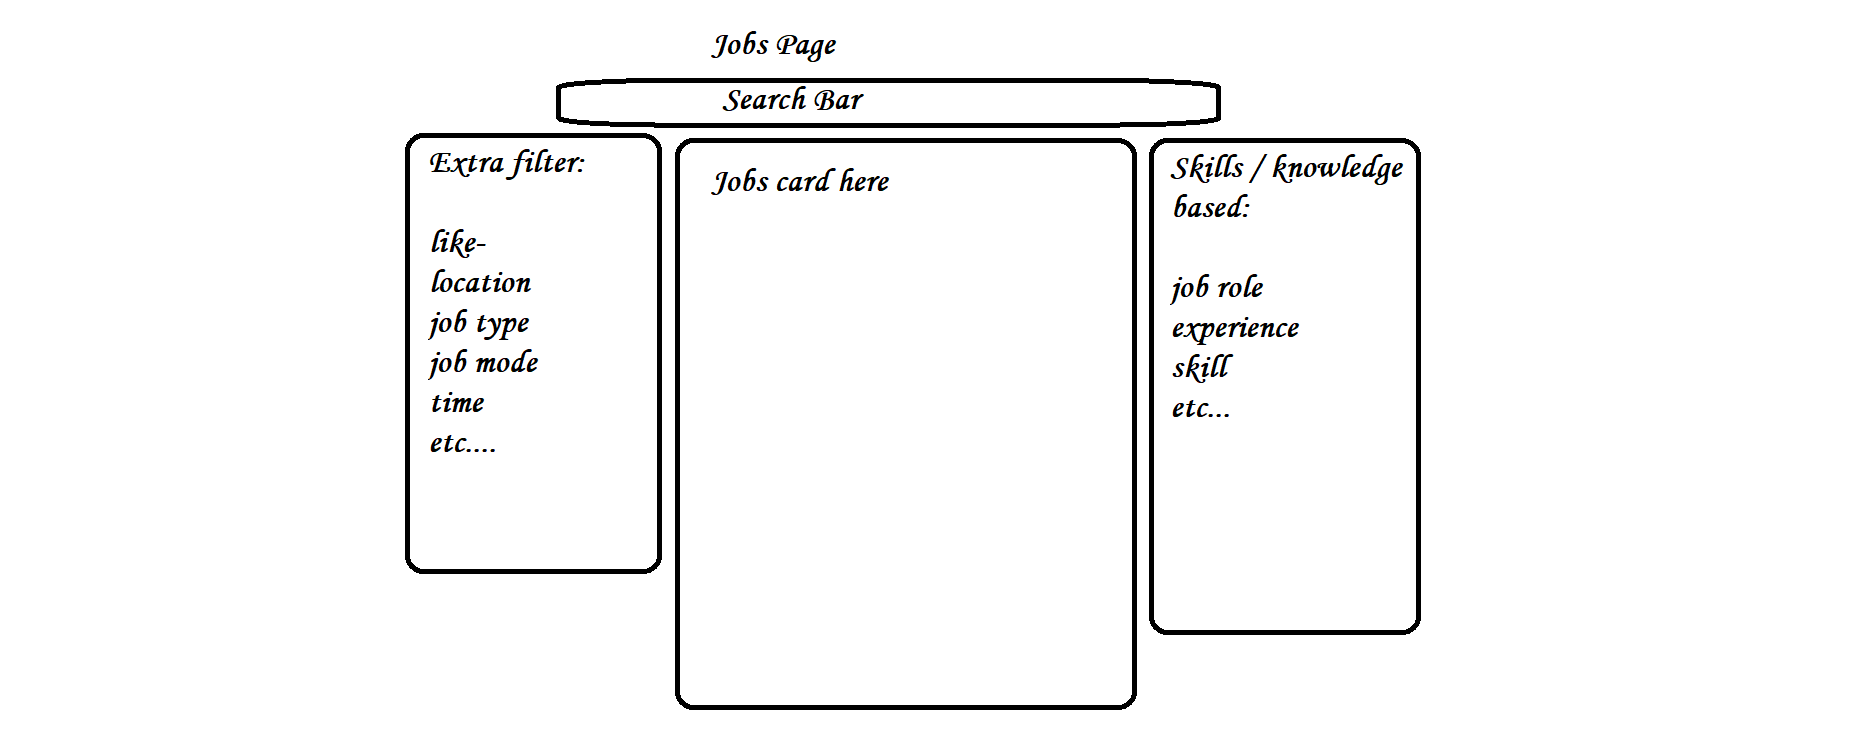 Jobs Page
Search Bar
Extra filter:
like-
location
job type
job mode
time
etc....
Jobs card here
Skills / knowledge
based:
job role
experience
skill
etc...